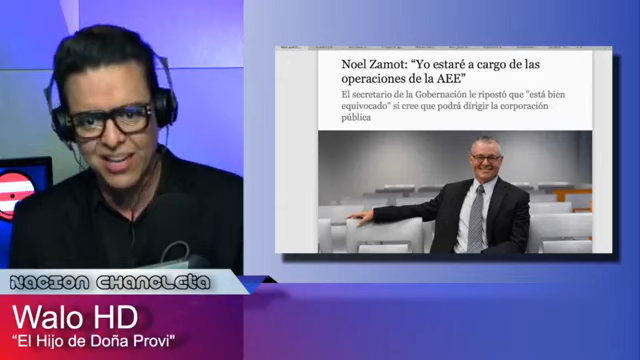 Noel Zamot: “Yo estaré a cargo de las
operaciones de la AEE”
El secretario de la Gobernación le ripostó que "está bien
equivocado" si cree que podrá dirigir la corporación
pública
NACION CHANCLETA
Walo HD
“El Hijo de Doña Provi"